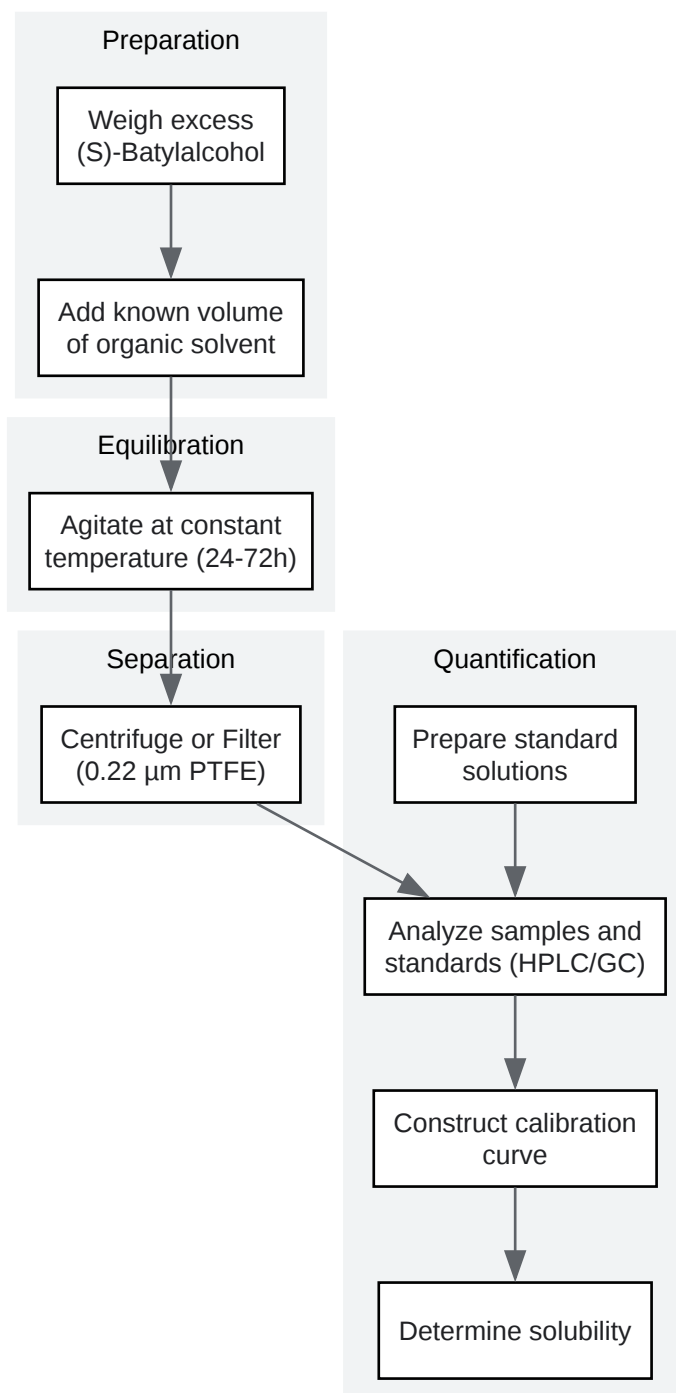 Preparation
Weigh excess
(S)-Batylalcohol
Add known volume
of organic solvent
Equilibration
Agitate at constant
temperature (24-72h)
Separation
Centrifuge or Filter
(0.22 µm PTFE)
Quantification
Prepare standard
solutions
Analyze samples and
standards (HPLC/GC)
Construct calibration
curve
Determine solubility